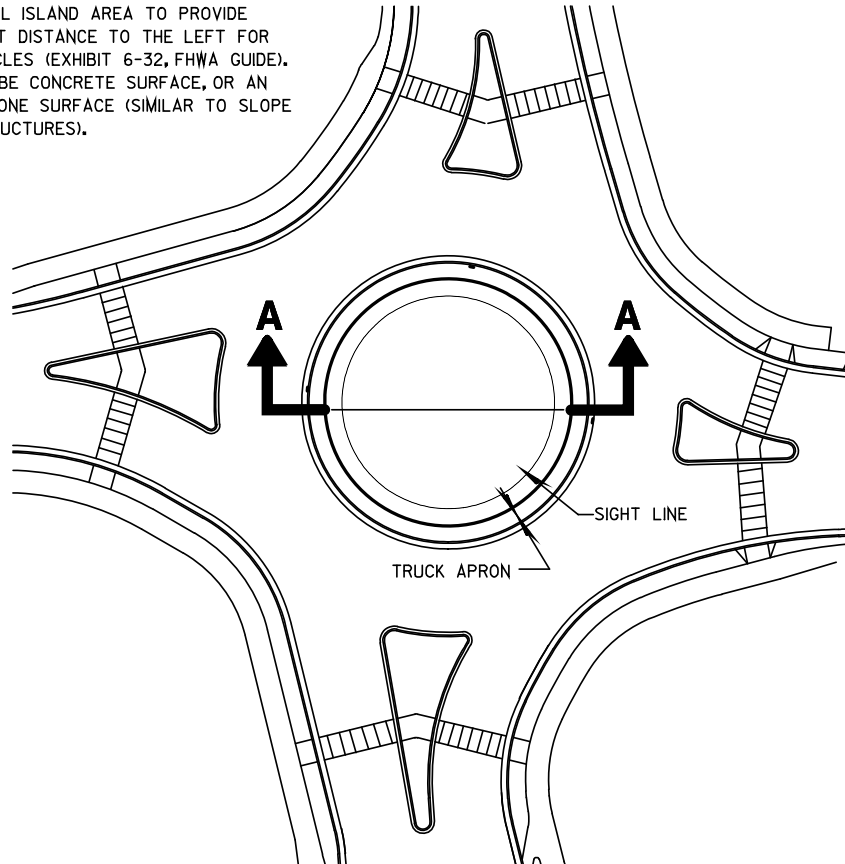 L ISLAND AREA TO PROVIDE
T DISTANCE TO THE LEFT FOR
CLES (EXHIBIT 6-32, FHWA GUIDE).
BE CONCRETE SURFACE, OR AN
ONE SURFACE (SIMILAR TO SLOPE
UCTURES).
A A
SIGHT LINE
TRUCK APRON